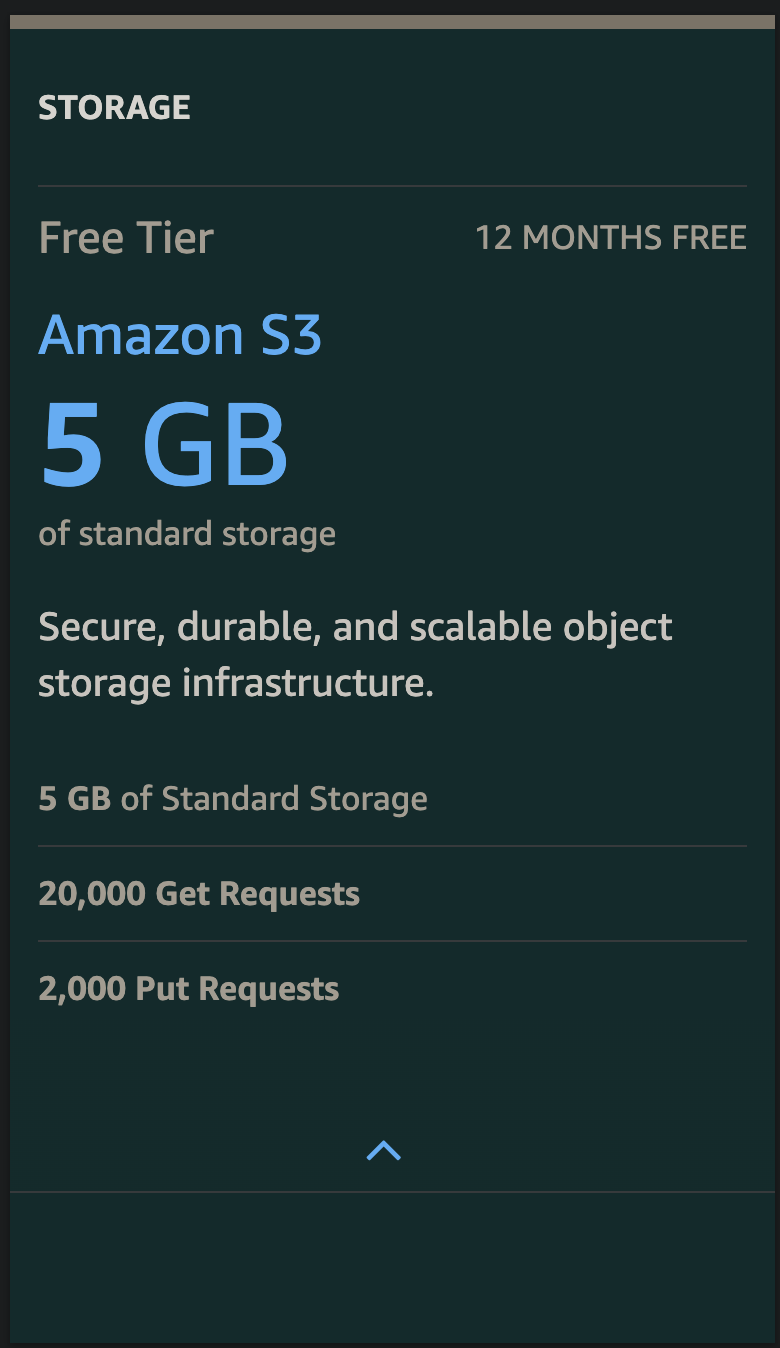 STORAGE
Free Tier 12 MONTHS FREE
Amazon S3
5 GB
of standard storage
Secure, durable, and scalable object
storage infrastructure.
5 GB of Standard Storage
20,000 Get Requests
2,000 Put Requests